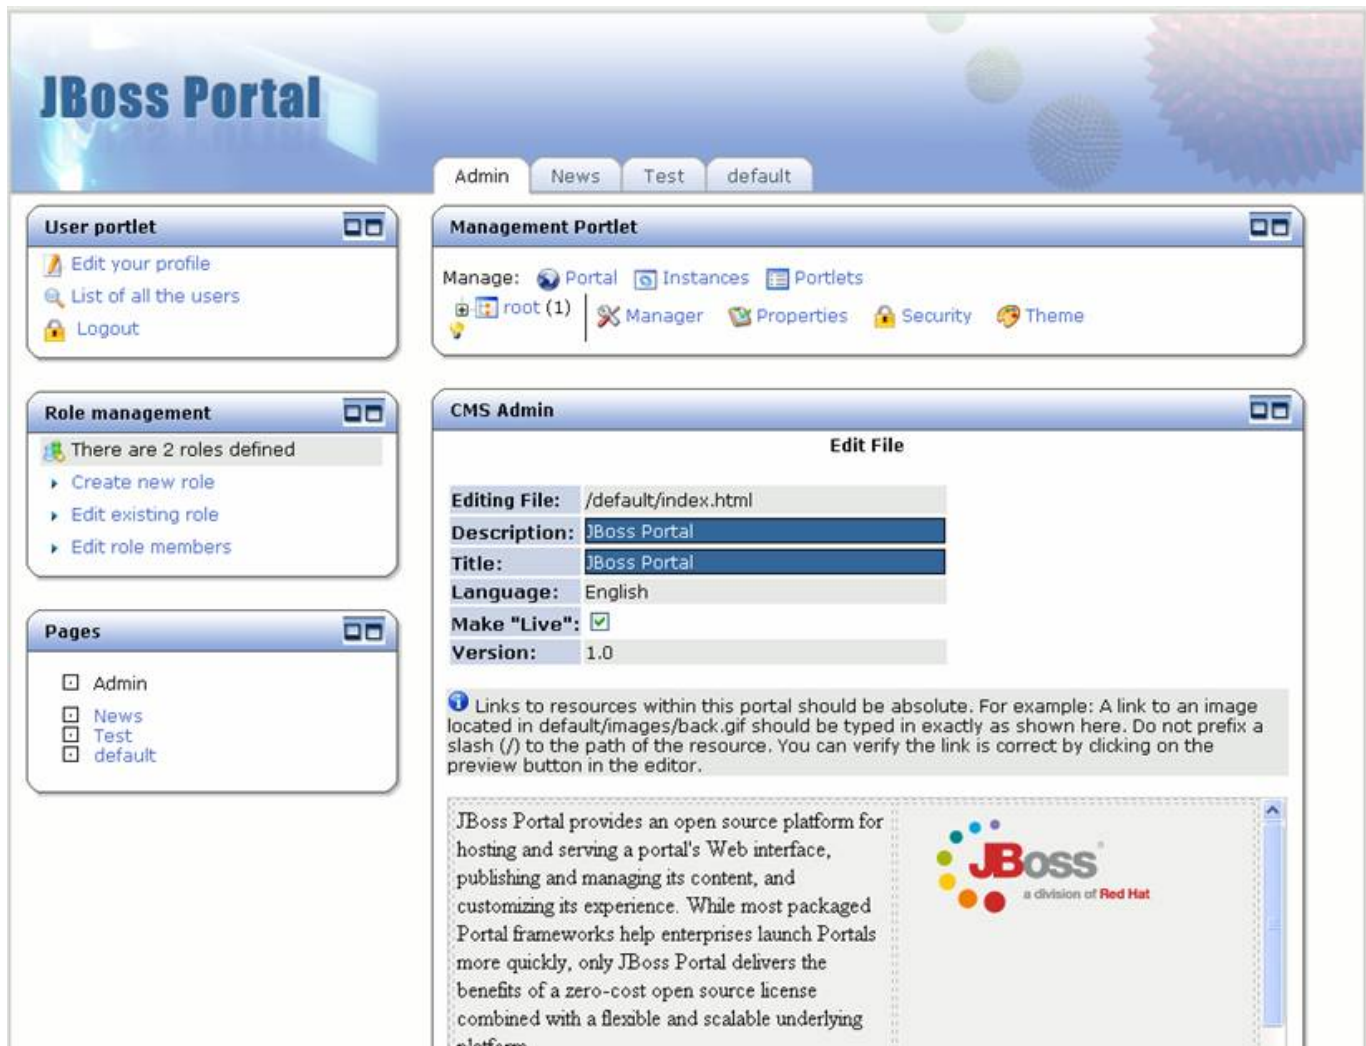 JBoss Portal
Admin
News
Test
default
User portlet
Edit your profile
List of all the users
Logout
Role management
There are 2 roles defined
Create new role
Edit existing role
Edit role members
Pages
Admin
News
Test
default
Management Portlet
Manage: Portal Instances Portlets
root (1) Manager Properties Security Theme
CMS Admin
Edit File
Editing File: /default/index.html
Description: JBoss Portal
Title: JBoss Portal
Language: English
Make "Live":
Version: 1.0
Links to resources within this portal should be absolute. For example: A link to an image
located in default/images/back.gif should be typed in exactly as shown here. Do not prefix a
slash (/) to the path of the resource. You can verify the link is correct by clicking on the
preview button in the editor.
JBoss Portal provides an open source platform for
hosting and serving a portal's Web interface,
publishing and managing its content, and
customizing its experience. While most packaged
Portal frameworks help enterprises launch Portals
more quickly, only JBoss Portal delivers the
benefits of a zero-cost open source license
combined with a flexible and scalable underlying
platform
JBoss
a division of Red Hat